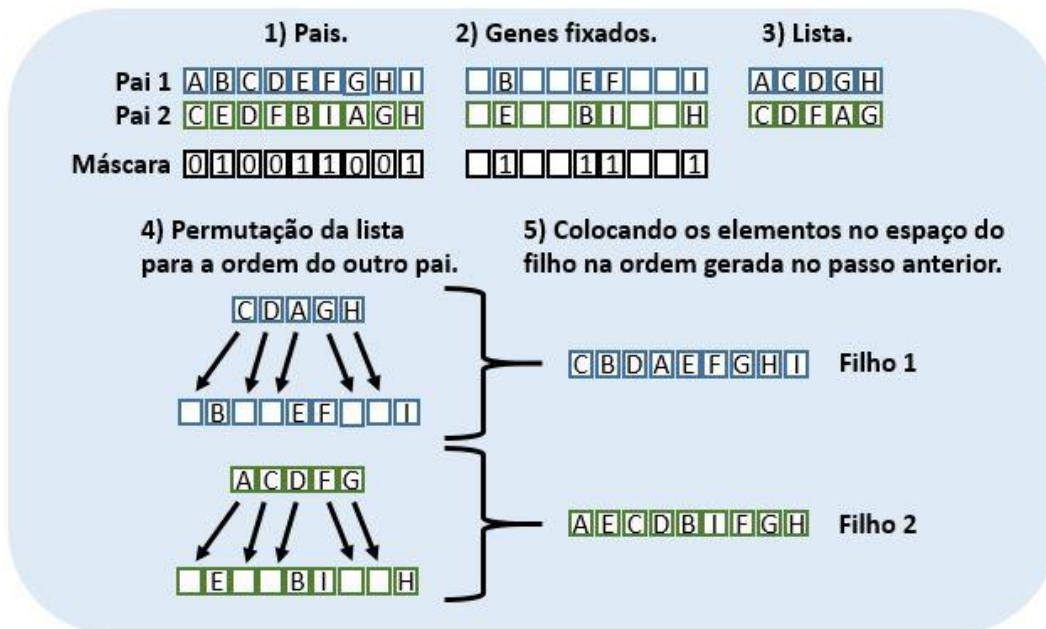 1) Pais. 2) Genes fixados. 3) Lista.
Pai 1 A B C D E F G H I B E F I A C D G H
Pai 2 C E D F B I A G H E B I H C D F A G
Máscara 0 1 0 0 1 1 0 0 1 1 1 1 1
4) Permutação da lista
para a ordem do outro pai.
5) Colocando os elementos no espaço do
filho na ordem gerada no passo anterior.
C D A G H
B E F I
C B D A E F G H I Filho 1
A C D F G
E B I H
A E C D B I F G H Filho 2